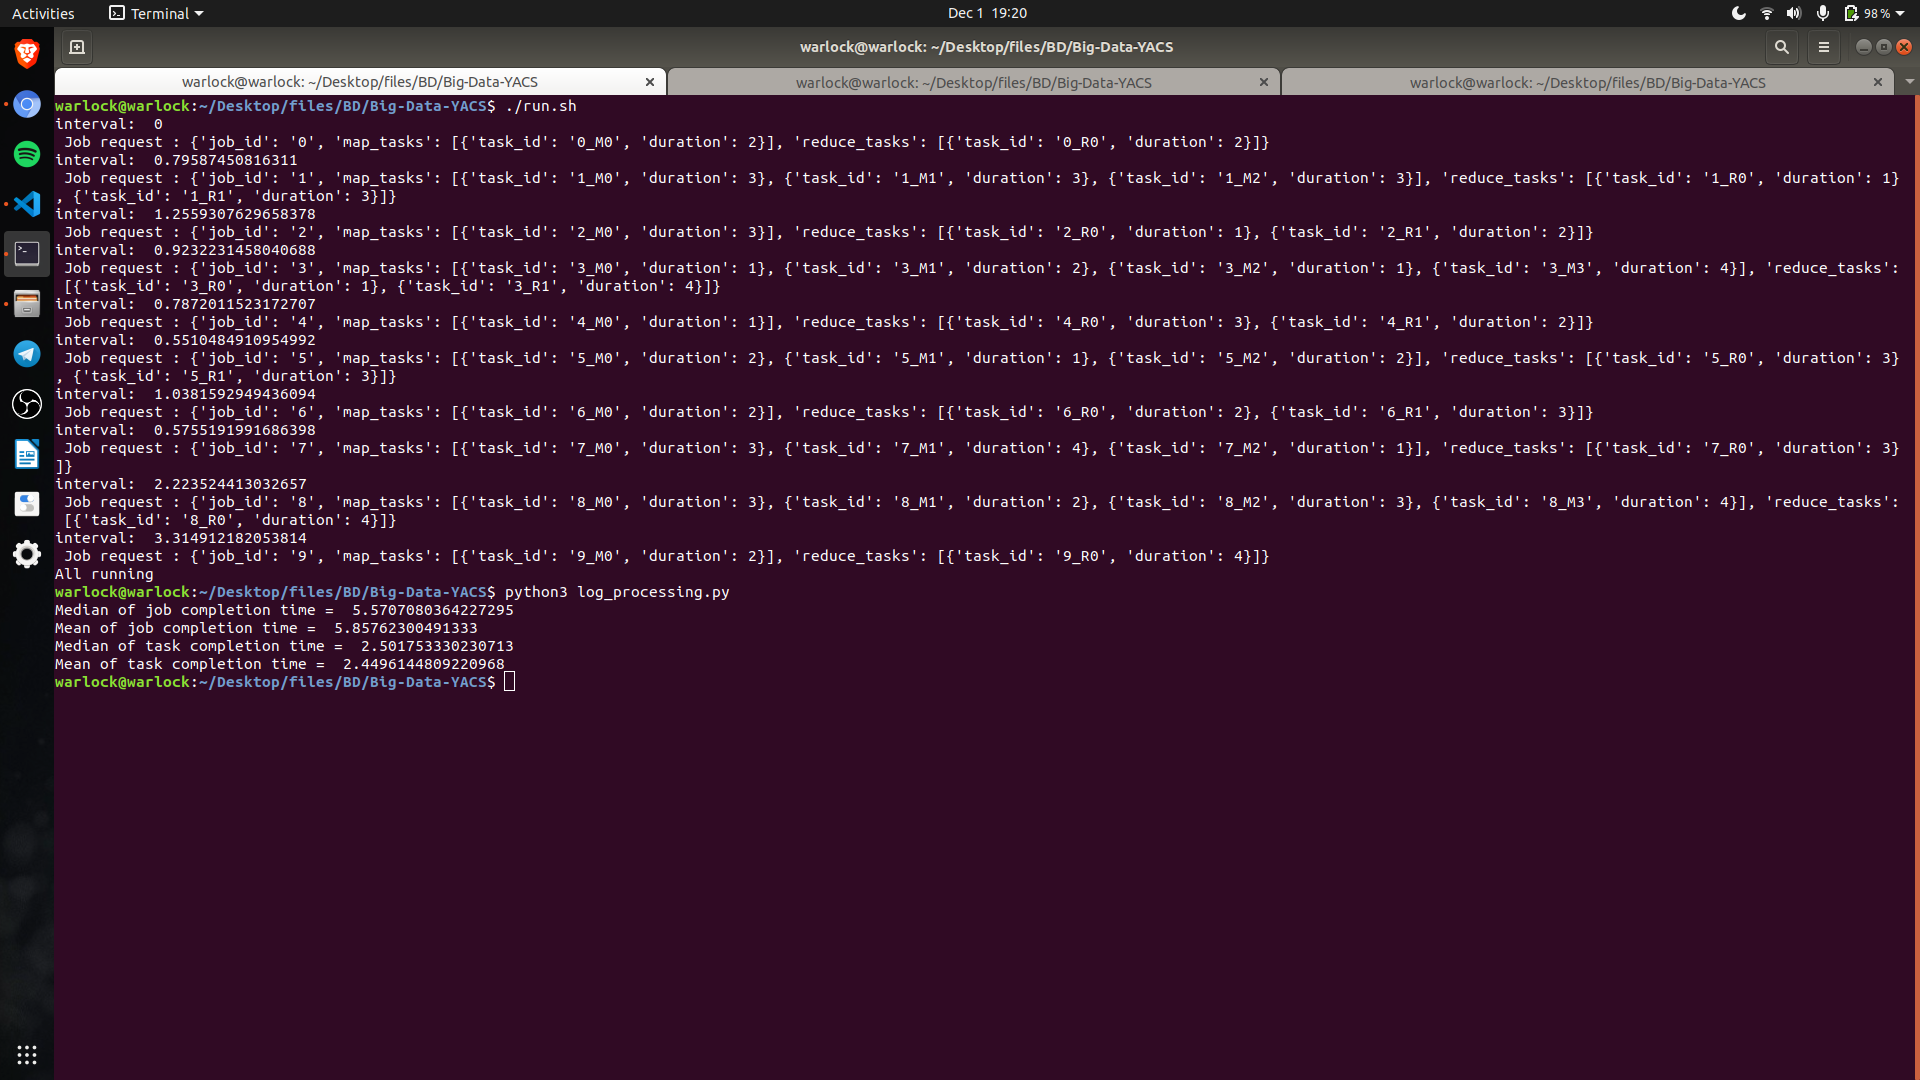 Activities
Terminal
Dec 1 19:20
98 %
warlock@warlock: ~/Desktop/files/BD/Big-Data-YACS
warlock@warlock: ~/Desktop/files/BD/Big-Data-YACS
warlock@warlock: ~/Desktop/files/BD/Big-Data-YACS
warlock@warlock: ~/Desktop/files/BD/Big-Data-YACS
warlock@warlock:~/Desktop/files/BD/Big-Data-YACS$ ./run.sh
interval:  0
 Job request : {'job_id': '0', 'map_tasks': [{'task_id': '0_M0', 'duration': 2}], 'reduce_tasks': [{'task_id': '0_R0', 'duration': 2}]}
interval:  0.79587450816311
 Job request : {'job_id': '1', 'map_tasks': [{'task_id': '1_M0', 'duration': 3}, {'task_id': '1_M1', 'duration': 3}, {'task_id': '1_M2', 'duration': 3}], 'reduce_tasks': [{'task_id': '1_R0', 'duration': 1}
, {'task_id': '1_R1', 'duration': 3}]}
interval:  1.2559307629658378
 Job request : {'job_id': '2', 'map_tasks': [{'task_id': '2_M0', 'duration': 3}], 'reduce_tasks': [{'task_id': '2_R0', 'duration': 1}, {'task_id': '2_R1', 'duration': 2}]}
interval:  0.9232231458040688
 Job request : {'job_id': '3', 'map_tasks': [{'task_id': '3_M0', 'duration': 1}, {'task_id': '3_M1', 'duration': 2}, {'task_id': '3_M2', 'duration': 1}, {'task_id': '3_M3', 'duration': 4}], 'reduce_tasks':
 [{'task_id': '3_R0', 'duration': 1}, {'task_id': '3_R1', 'duration': 4}]}
interval:  0.7872011523172707
 Job request : {'job_id': '4', 'map_tasks': [{'task_id': '4_M0', 'duration': 1}], 'reduce_tasks': [{'task_id': '4_R0', 'duration': 3}, {'task_id': '4_R1', 'duration': 2}]}
interval:  0.5510484910954992
 Job request : {'job_id': '5', 'map_tasks': [{'task_id': '5_M0', 'duration': 2}, {'task_id': '5_M1', 'duration': 1}, {'task_id': '5_M2', 'duration': 2}], 'reduce_tasks': [{'task_id': '5_R0', 'duration': 3}
, {'task_id': '5_R1', 'duration': 3}]}
interval:  1.0381592949436094
 Job request : {'job_id': '6', 'map_tasks': [{'task_id': '6_M0', 'duration': 2}], 'reduce_tasks': [{'task_id': '6_R0', 'duration': 2}, {'task_id': '6_R1', 'duration': 3}]}
interval:  0.5755191991686398
 Job request : {'job_id': '7', 'map_tasks': [{'task_id': '7_M0', 'duration': 3}, {'task_id': '7_M1', 'duration': 4}, {'task_id': '7_M2', 'duration': 1}], 'reduce_tasks': [{'task_id': '7_R0', 'duration': 3}
]}
interval:  2.223524413032657
 Job request : {'job_id': '8', 'map_tasks': [{'task_id': '8_M0', 'duration': 3}, {'task_id': '8_M1', 'duration': 2}, {'task_id': '8_M2', 'duration': 3}, {'task_id': '8_M3', 'duration': 4}], 'reduce_tasks':
 [{'task_id': '8_R0', 'duration': 4}]}
interval:  3.314912182053814
 Job request : {'job_id': '9', 'map_tasks': [{'task_id': '9_M0', 'duration': 2}], 'reduce_tasks': [{'task_id': '9_R0', 'duration': 4}]}
All running
warlock@warlock:~/Desktop/files/BD/Big-Data-YACS$ python3 log_processing.py
Median of job completion time =  5.5707080364227295
Mean of job completion time =  5.85762300491333
Median of task completion time =  2.501753330230713
Mean of task completion time =  2.4496144809220968
warlock@warlock:~/Desktop/files/BD/Big-Data-YACS$